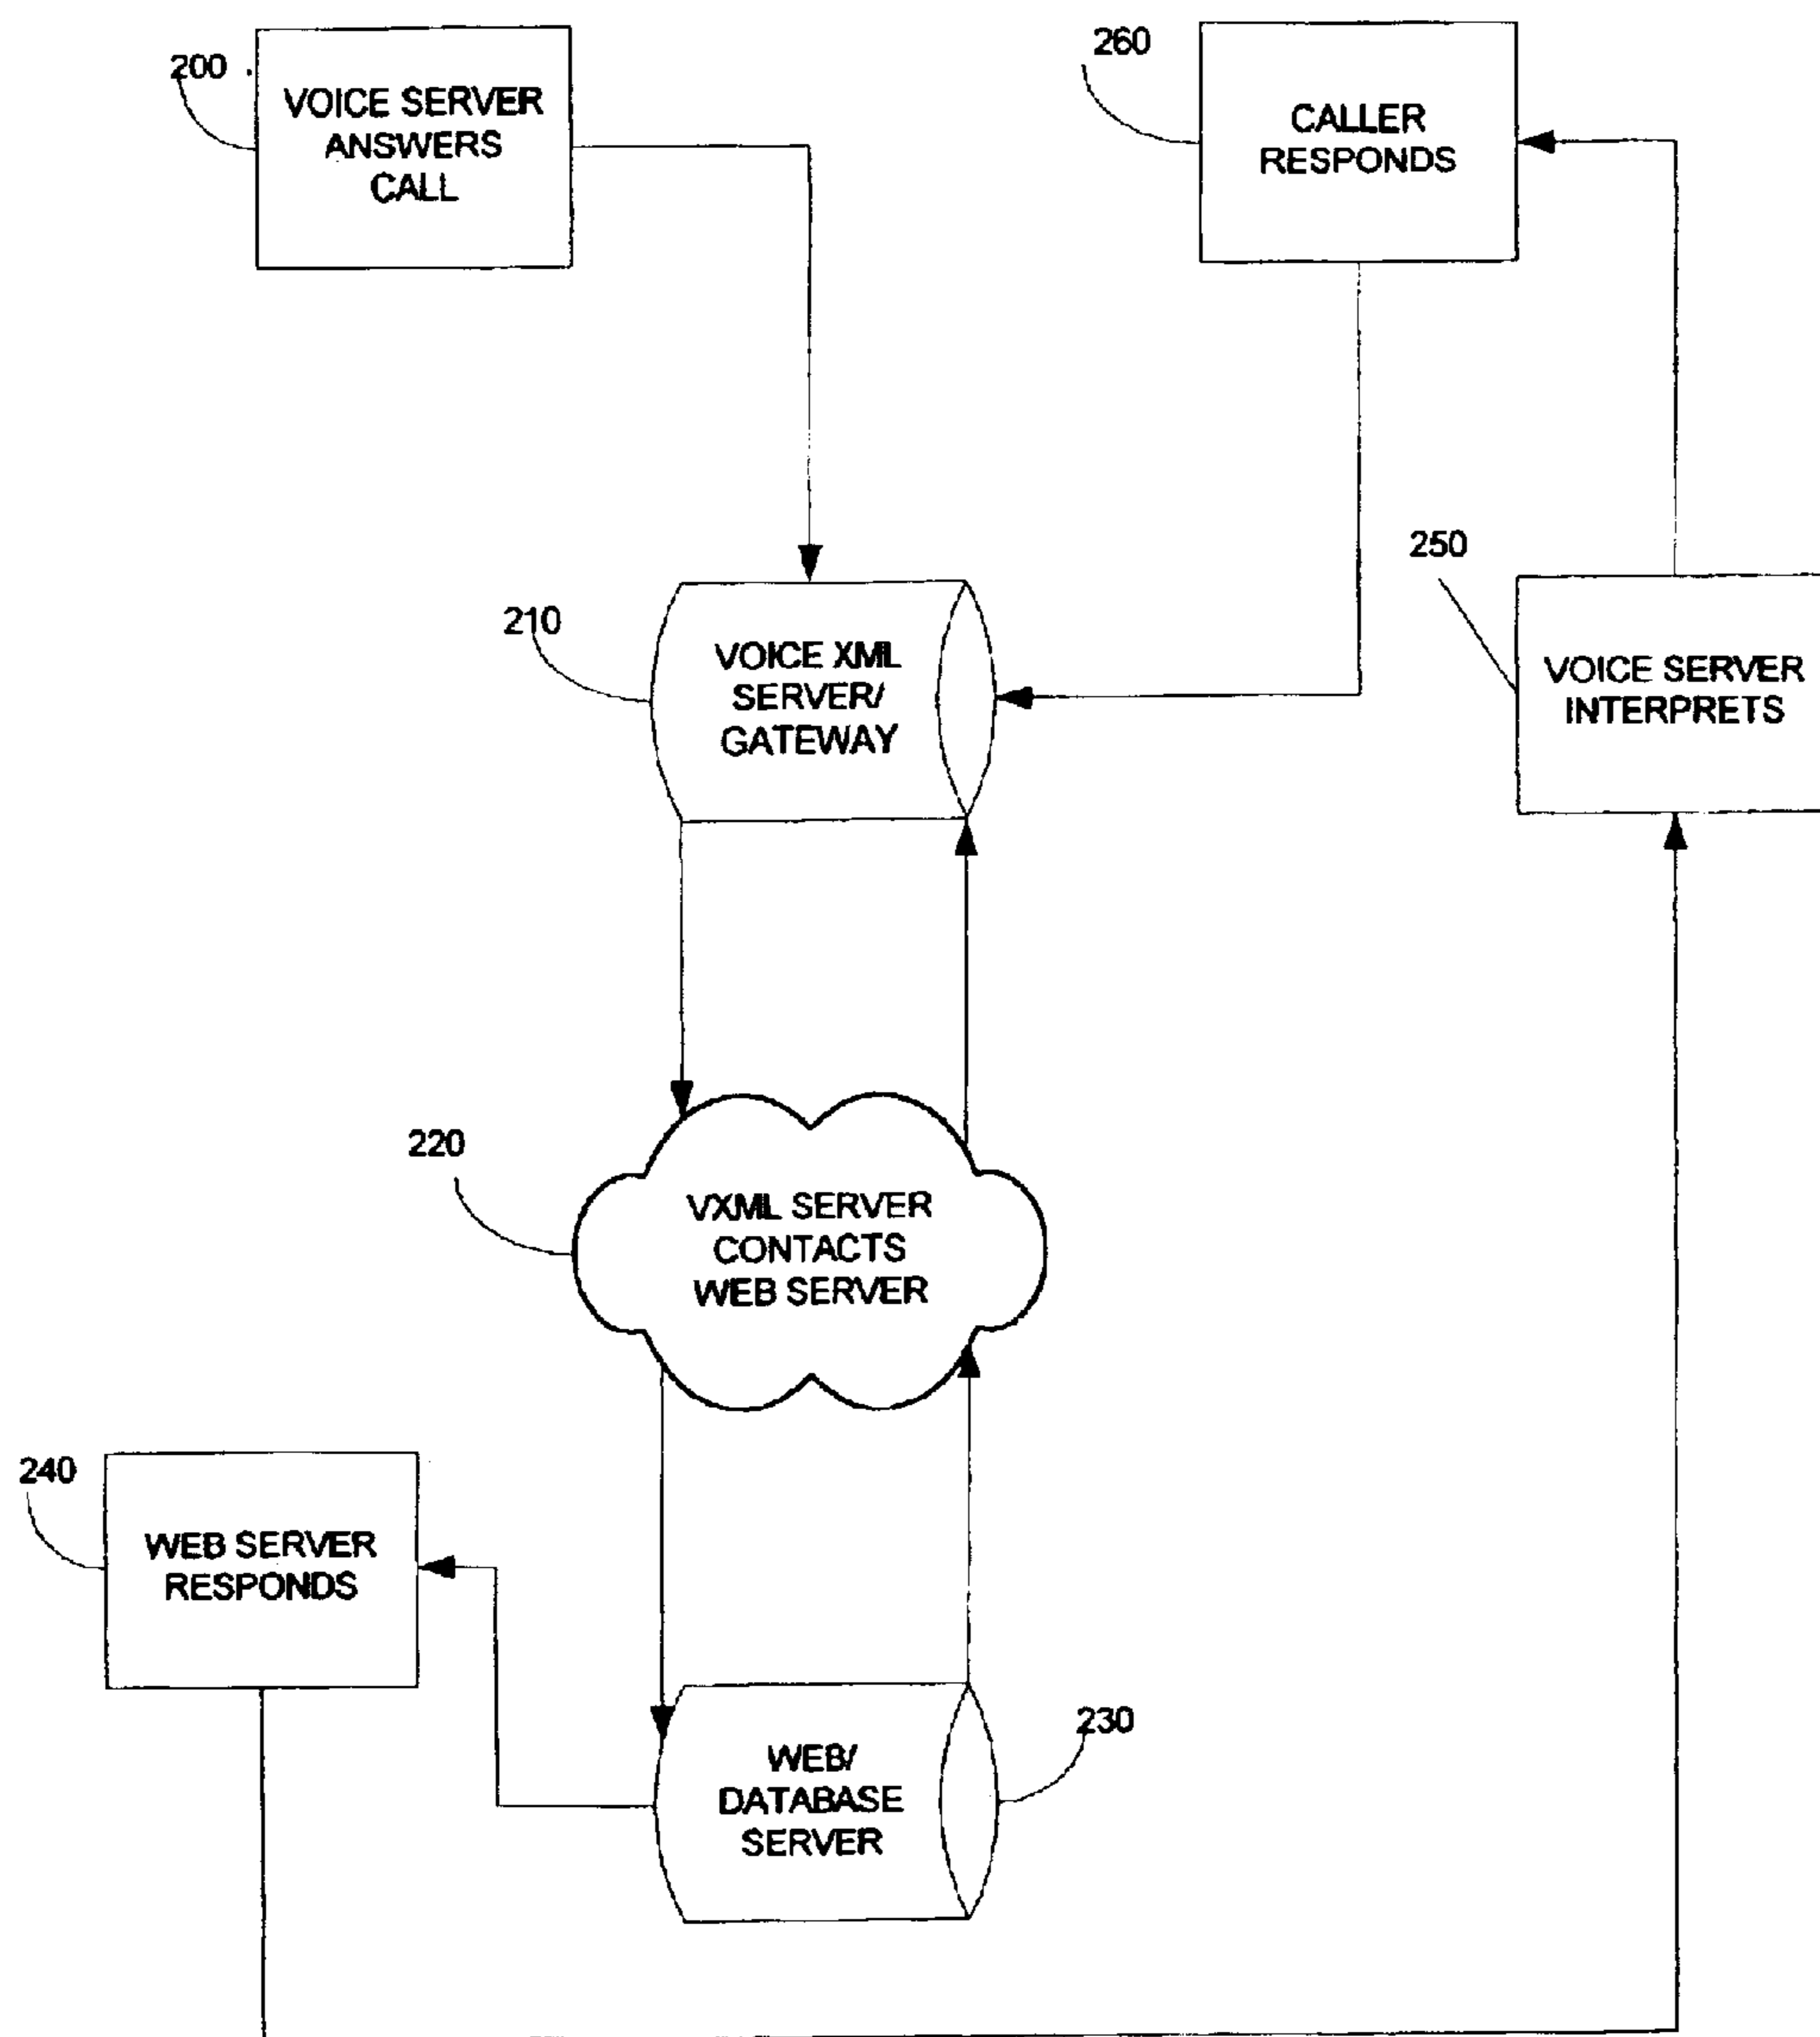 200
VOICE SERVER
ANSWERS
CALL
260
CALLER
RESPONDS
210
VOICE XML
SERVER/
GATEWAY
250
VOICE SERVER
INTERPRETS
220
VXML SERVER
CONTACTS
WEB SERVER
240
WEB SERVER
RESPONDS
230
WEB/
DATABASE
SERVER